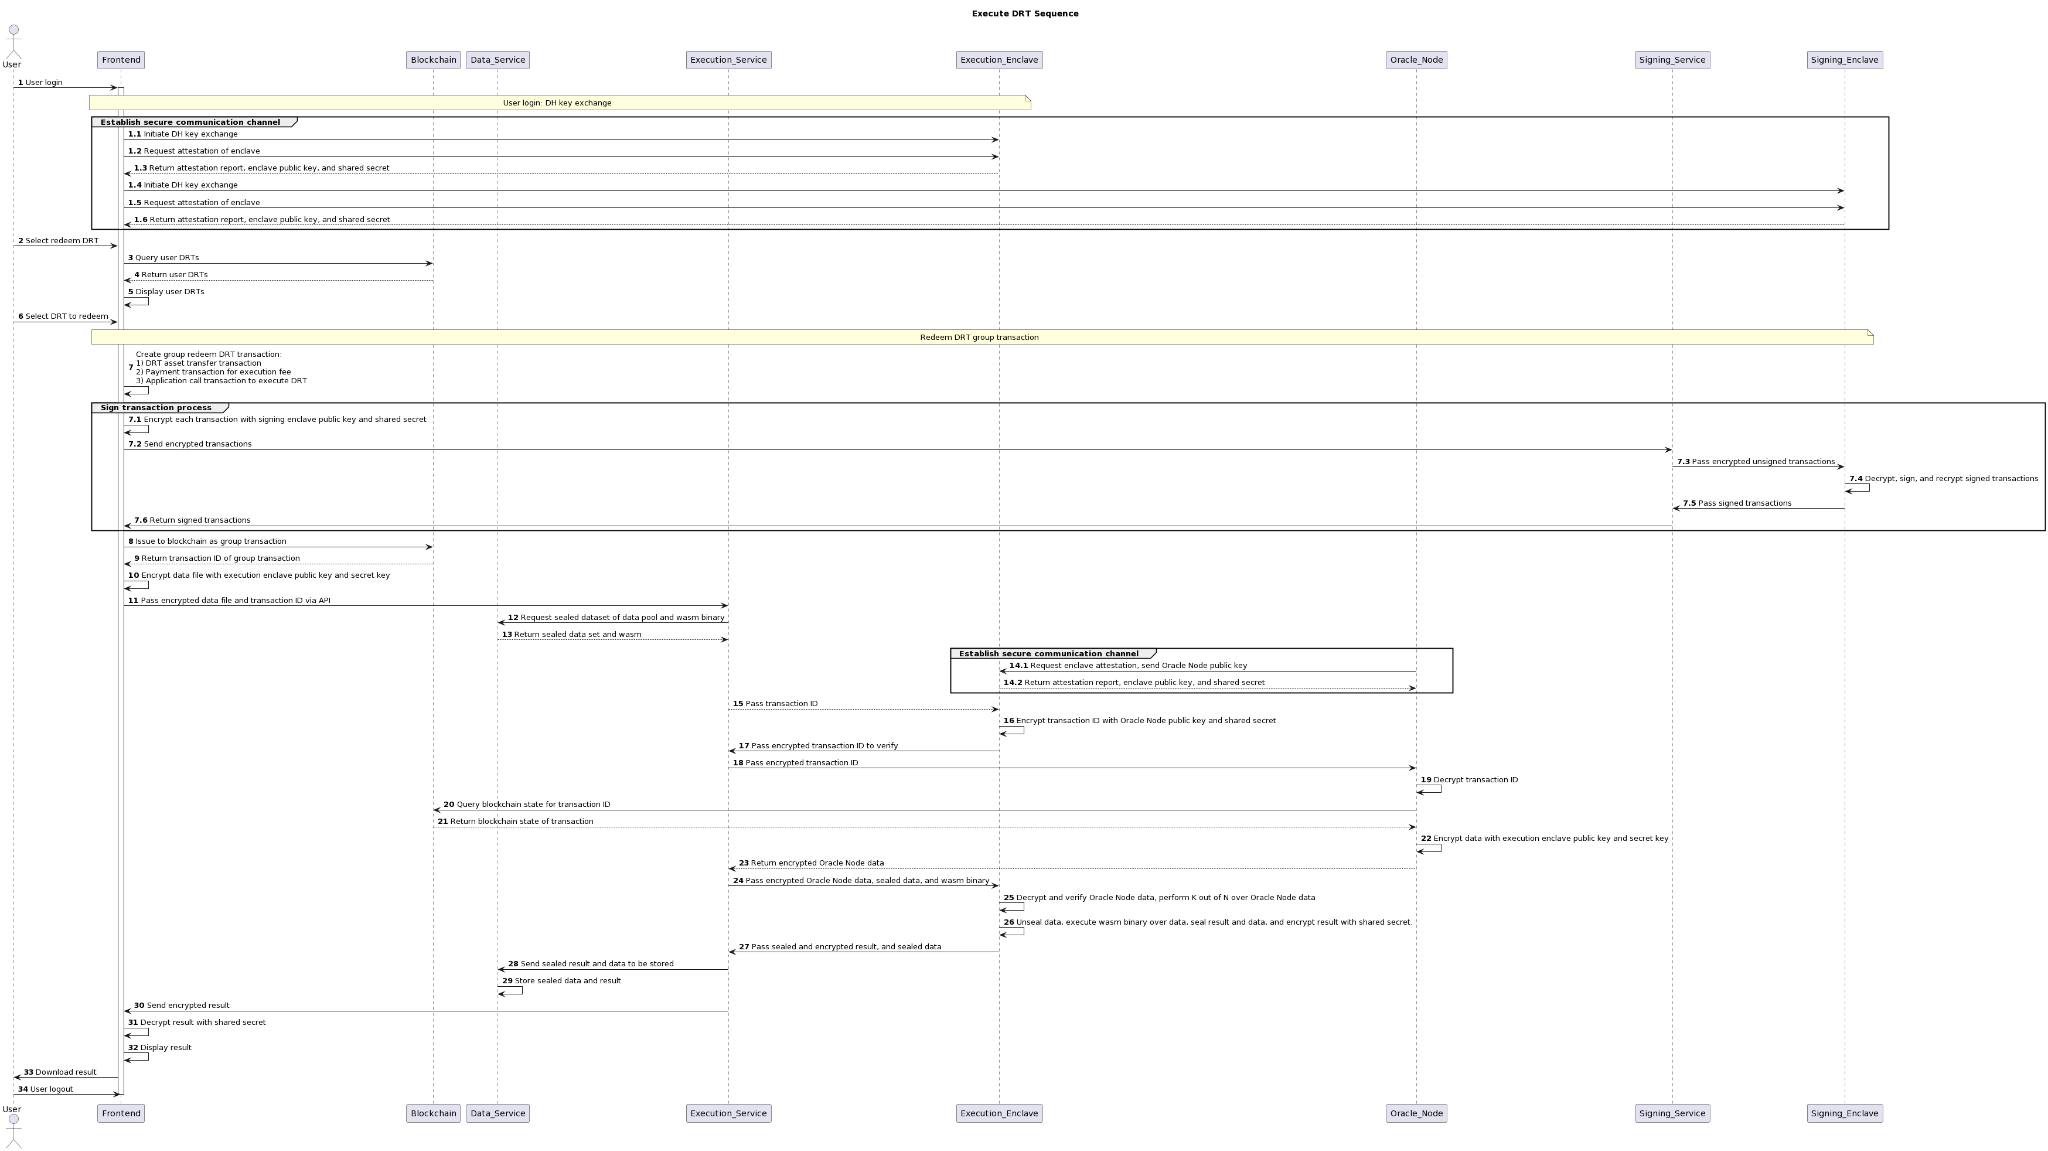 Execute DRT Sequence
User
Frontend
Blockchain
Data_Service
Execution_Service
Execution_Enclave
Oracle_Node
Signing_Service
Signing_Enclave
1 User login
User login: DH key exchange
Establish secure communication channel
1.1 Initiate DH key exchange
1.2 Request attestation of enclave
1.3 Return attestation report, enclave public key, and shared secret
1.4 Initiate DH key exchange
1.5 Request attestation of enclave
1.6 Return attestation report, enclave public key, and shared secret
2 Select redeem DRT
3 Query user DRTs
4 Return user DRTs
5 Display user DRTs
6 Select DRT to redeem
Redeem DRT group transaction
Create group redeem DRT transaction:
1) DRT asset transfer transaction
7
2) Payment transaction for execution fee
3) Application call transaction to execute DRT
Sign transaction process
7.1 Encrypt each transaction with signing enclave public key and shared secret
7.2 Send encrypted transactions
7.3 Pass encrypted unsigned transactions
7.4 Decrypt, sign, and recrypt signed transactions
7.5 Pass signed transactions
7.6 Return signed transactions
8 Issue to blockchain as group transaction
9 Return transaction ID of group transaction
10 Encrypt data file with execution enclave public key and secret key
11 Pass encrypted data file and transaction ID via API
12 Request sealed dataset of data pool and wasm binary
13 Return sealed data set and wasm
Establish secure communication channel
14.1 Request enclave attestation, send Oracle Node public key
14.2 Return attestation report, enclave public key, and shared secret
15 Pass transaction ID
16 Encrypt transaction ID with Oracle Node public key and shared secret
17 Pass encrypted transaction ID to verify
18 Pass encrypted transaction ID
19 Decrypt transaction ID
20 Query blockchain state for transaction ID
21 Return blockchain state of transaction
22 Encrypt data with execution enclave public key and secret key
23 Return encrypted Oracle Node data
24 Pass encrypted Oracle Node data, sealed data, and wasm binary
25 Decrypt and verify Oracle Node data, perform K out of N over Oracle Node data
26 Unseal data, execute wasm binary over data, seal result and data, and encrypt result with shared secret.
27 Pass sealed and encrypted result, and sealed data
28 Send sealed result and data to be stored
29 Store sealed data and result
30 Send encrypted result
31 Decrypt result with shared secret
32 Display result
33 Download result
34 User logout
User
Frontend
Blockchain
Data_Service
Execution_Service
Execution_Enclave
Oracle_Node
Signing_Service
Signing_Enclave